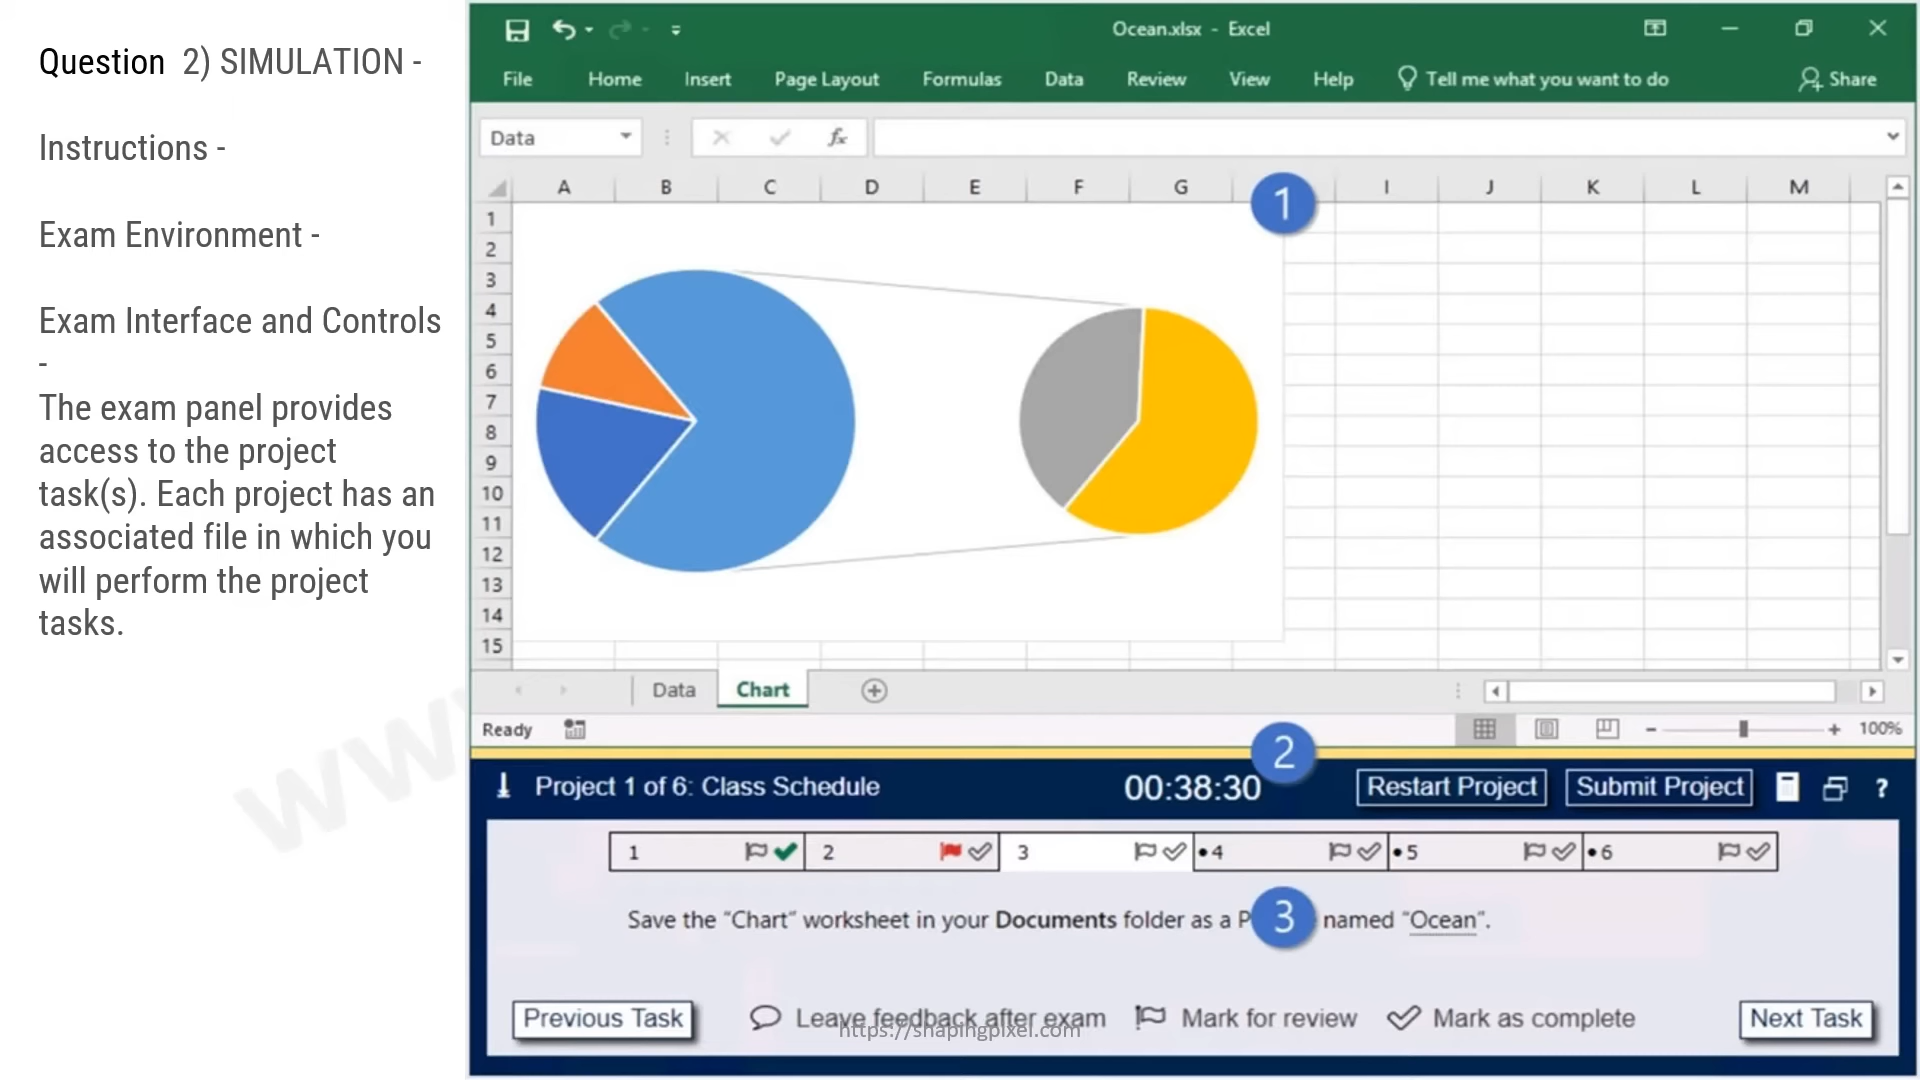 Question 2) SIMULATION -
Instructions -
Exam Environment -
Exam Interface and Controls
-
The exam panel provides
access to the project
task(s). Each project has an
associated file in which you
will perform the project
tasks.
Ocean.xlsx - Excel
File Home Insert Page Layout Formulas Data Review View Help Tell me what you want to do Share
Data fx
A B C D E F G I J K L M
1
1
2
3
4
5
6
7
8
9
10
11
12
13
14
15
Data Chart
Ready 100%
2
Project 1 of 6: Class Schedule 00:38:30 Restart Project Submit Project ?
1 2 3 •4 •5 •6
Save the “Chart” worksheet in your Documents folder as a P 3 named “Ocean”.
Previous Task Leave feedback after exam Mark for review Mark as complete Next Task
https://shapingpixel.com